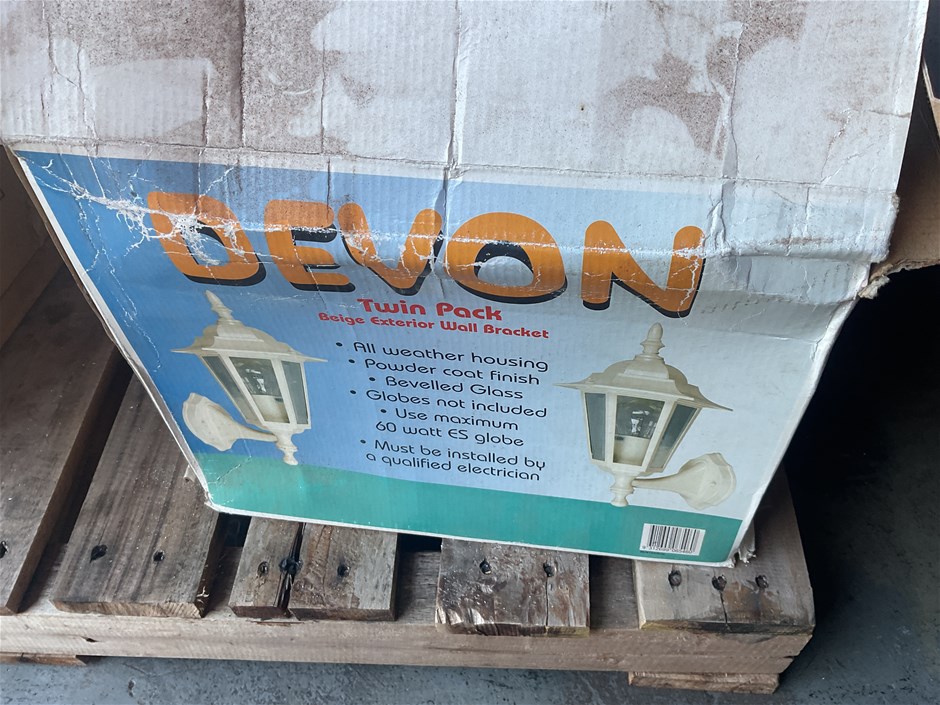 DEVON
Twin Pack
Beige Exterior Wall Bracket
• All weather housing
• Powder coat finish
• Bevelled Glass
• Globes not included
• Use maximum
60 watt ES globe
• Must be installed by
a qualified electrician